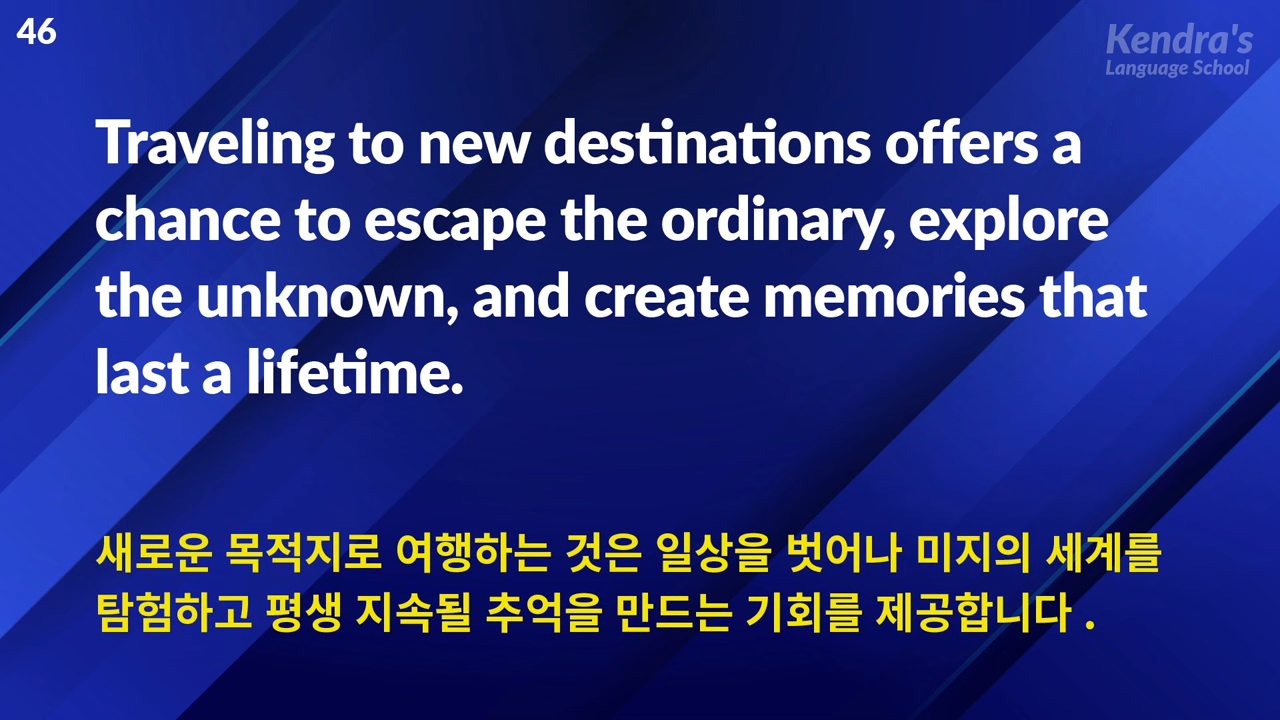 46
Kendra's
Language School
Traveling to new destinations offers a
chance to escape the ordinary, explore
the unknown, and create memories that
last a lifetime.
새로운 목적지로 여행하는 것은 일상을 벗어나 미지의 세계를
탐험하고 평생 지속될 추억을 만드는 기회를 제공합니다 .